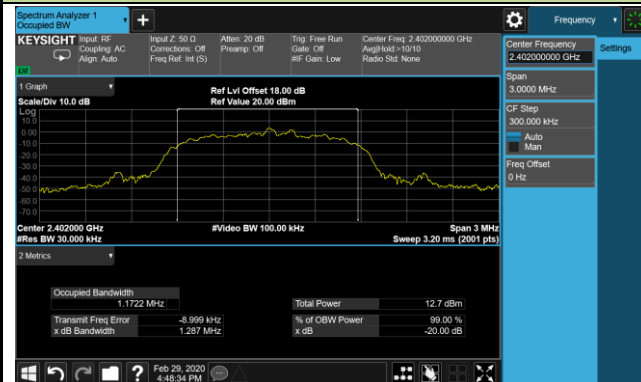 Spectrum Analyzer 1
Occupied BW
Frequency
KEYSIGHT
Input: RF
Coupling: AC
Align: Auto
Input Z: 50 Ω
Corrections: Off
Freq Ref: Int (S)
Atten: 20 dB
Preamp: Off
Trig: Free Run
Gate: Off
#IF Gain: Low
Center Freq: 2.402000000 GHz
Avg|Hold:>10/10
Radio Std: None
Center Frequency
2.402000000 GHz
Settings
Span
3.0000 MHz
CF Step
300.000 kHz
Auto
Man
Freq Offset
0 Hz
1 Graph
Scale/Div 10.0 dB
Ref Lvl Offset 18.00 dB
Ref Value 20.00 dBm
Log
10.0
0.00
-10.0
-20.0
-30.0
-40.0
-50.0
-60.0
-70.0
Center 2.402000 GHz
#Video BW 100.00 kHz
Span 3 MHz
#Res BW 30.000 kHz
Sweep 3.20 ms (2001 pts)
2 Metrics
Occupied Bandwidth
1.1722 MHz
Total Power 12.7 dBm
Transmit Freq Error -8.999 kHz
% of OBW Power 99.00 %
x dB Bandwidth 1.287 MHz
x dB -20.00 dB
?
Feb 29, 2020
4:48:34 PM